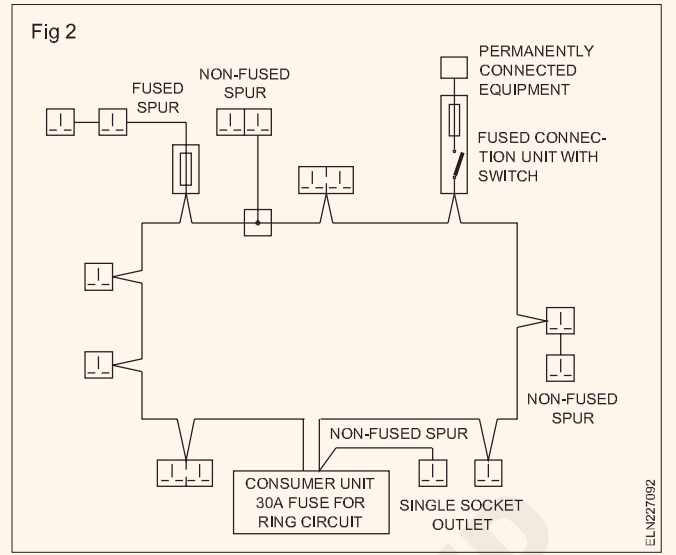 Fig 2
PERMANENTLY
CONNECTED
EQUIPMENT
NON-FUSED
SPUR
FUSED
SPUR
FUSED CONNEC-
TION UNIT WITH
SWITCH
NON-FUSED
SPUR
NON-FUSED SPUR
CONSUMER UNIT
30A FUSE FOR
RING CIRCUIT
SINGLE SOCKET
OUTLET
ELN227092